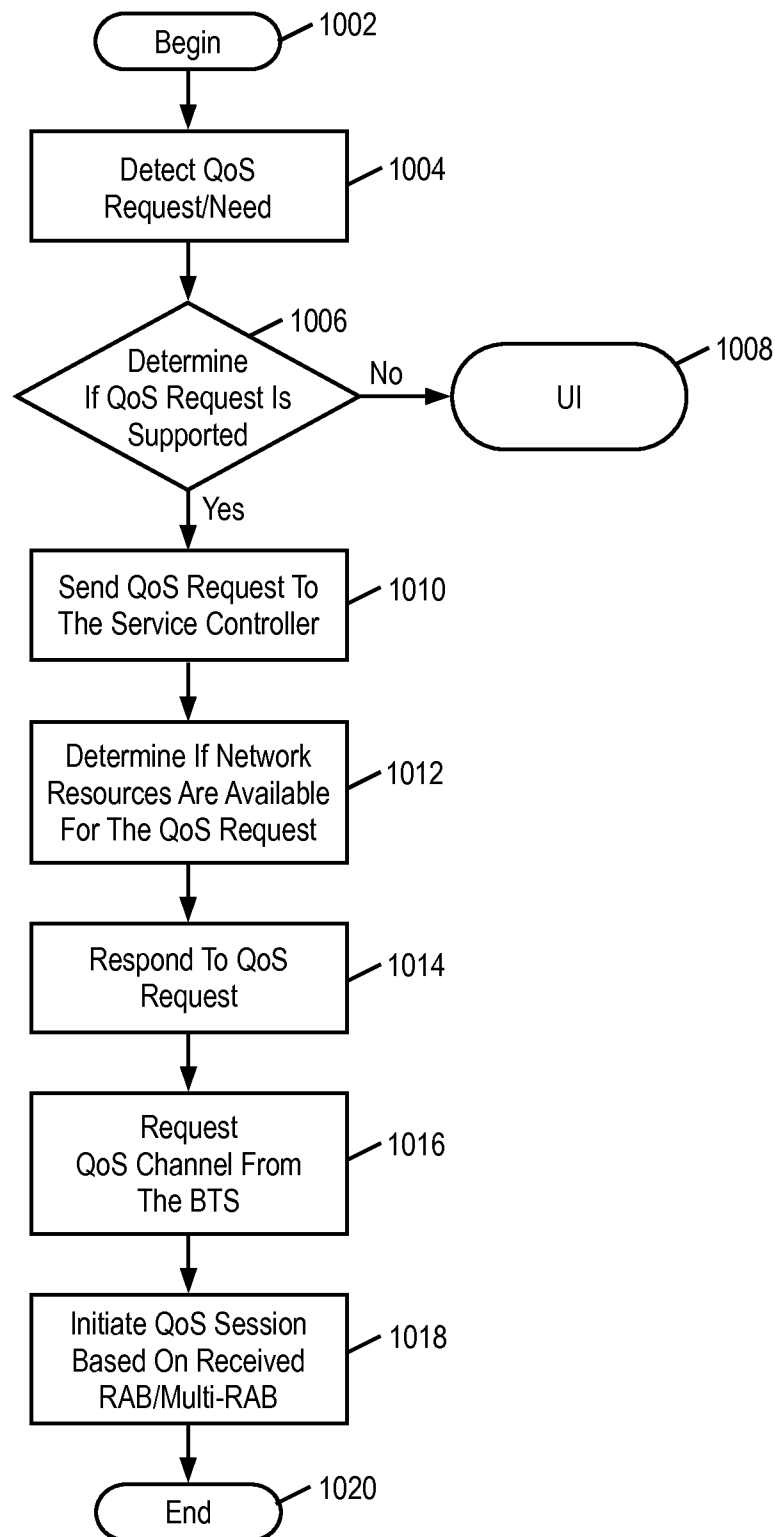 Begin
1002
Detect QoS
Request/Need
1004
1006
Determine
If QoS Request Is
Supported
No
UI
1008
Yes
Send QoS Request To
The Service Controller
1010
Determine If Network
Resources Are Available
For The QoS Request
1012
Respond To QoS
Request
1014
Request
QoS Channel From
The BTS
1016
Initiate QoS Session
Based On Received
RAB/Multi-RAB
1018
End
1020